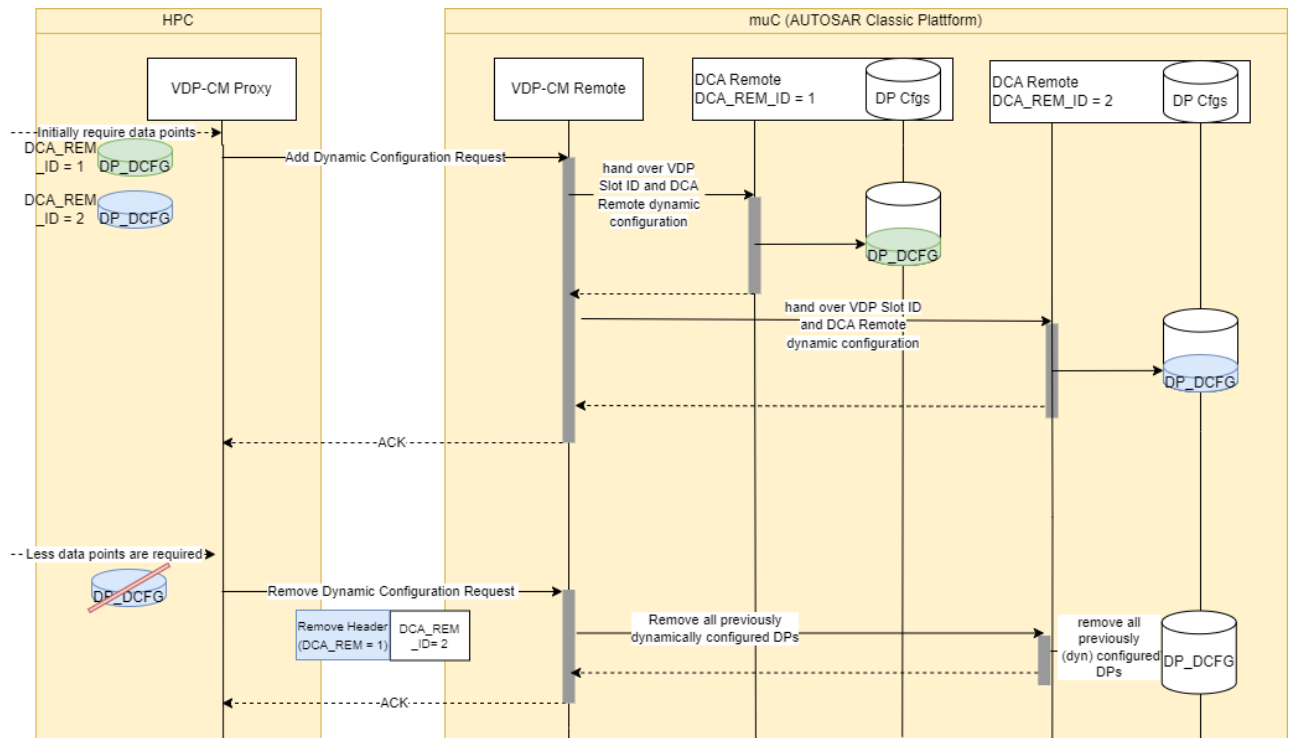 HPC
muC (AUTOSAR Classic Plattform)
VDP-CM Proxy
VDP-CM Remote
DCA Remote
DCA_REM_ID = 1
DP Cfgs
DCA Remote
DCA_REM_ID = 2
DP Cfgs
Initially require data points
DCA_REM
_ID = 1
DP_DCFG
Add Dynamic Configuration Request
hand over VDP
Slot ID and DCA
Remote dynamic
configuration
DCA_REM
_ID = 2
DP_DCFG
DP_DCFG
hand over VDP Slot ID
and DCA Remote
dynamic configuration
DP_DCFG
ACK
Less data points are required
DP_DCFG
Remove Dynamic Configuration Request
Remove Header
(DCA_REM = 1)
DCA_REM
_ID= 2
Remove all previously
dynamically configured DPs
remove all
previously
(dyn) configured
DPs
DP_DCFG
ACK